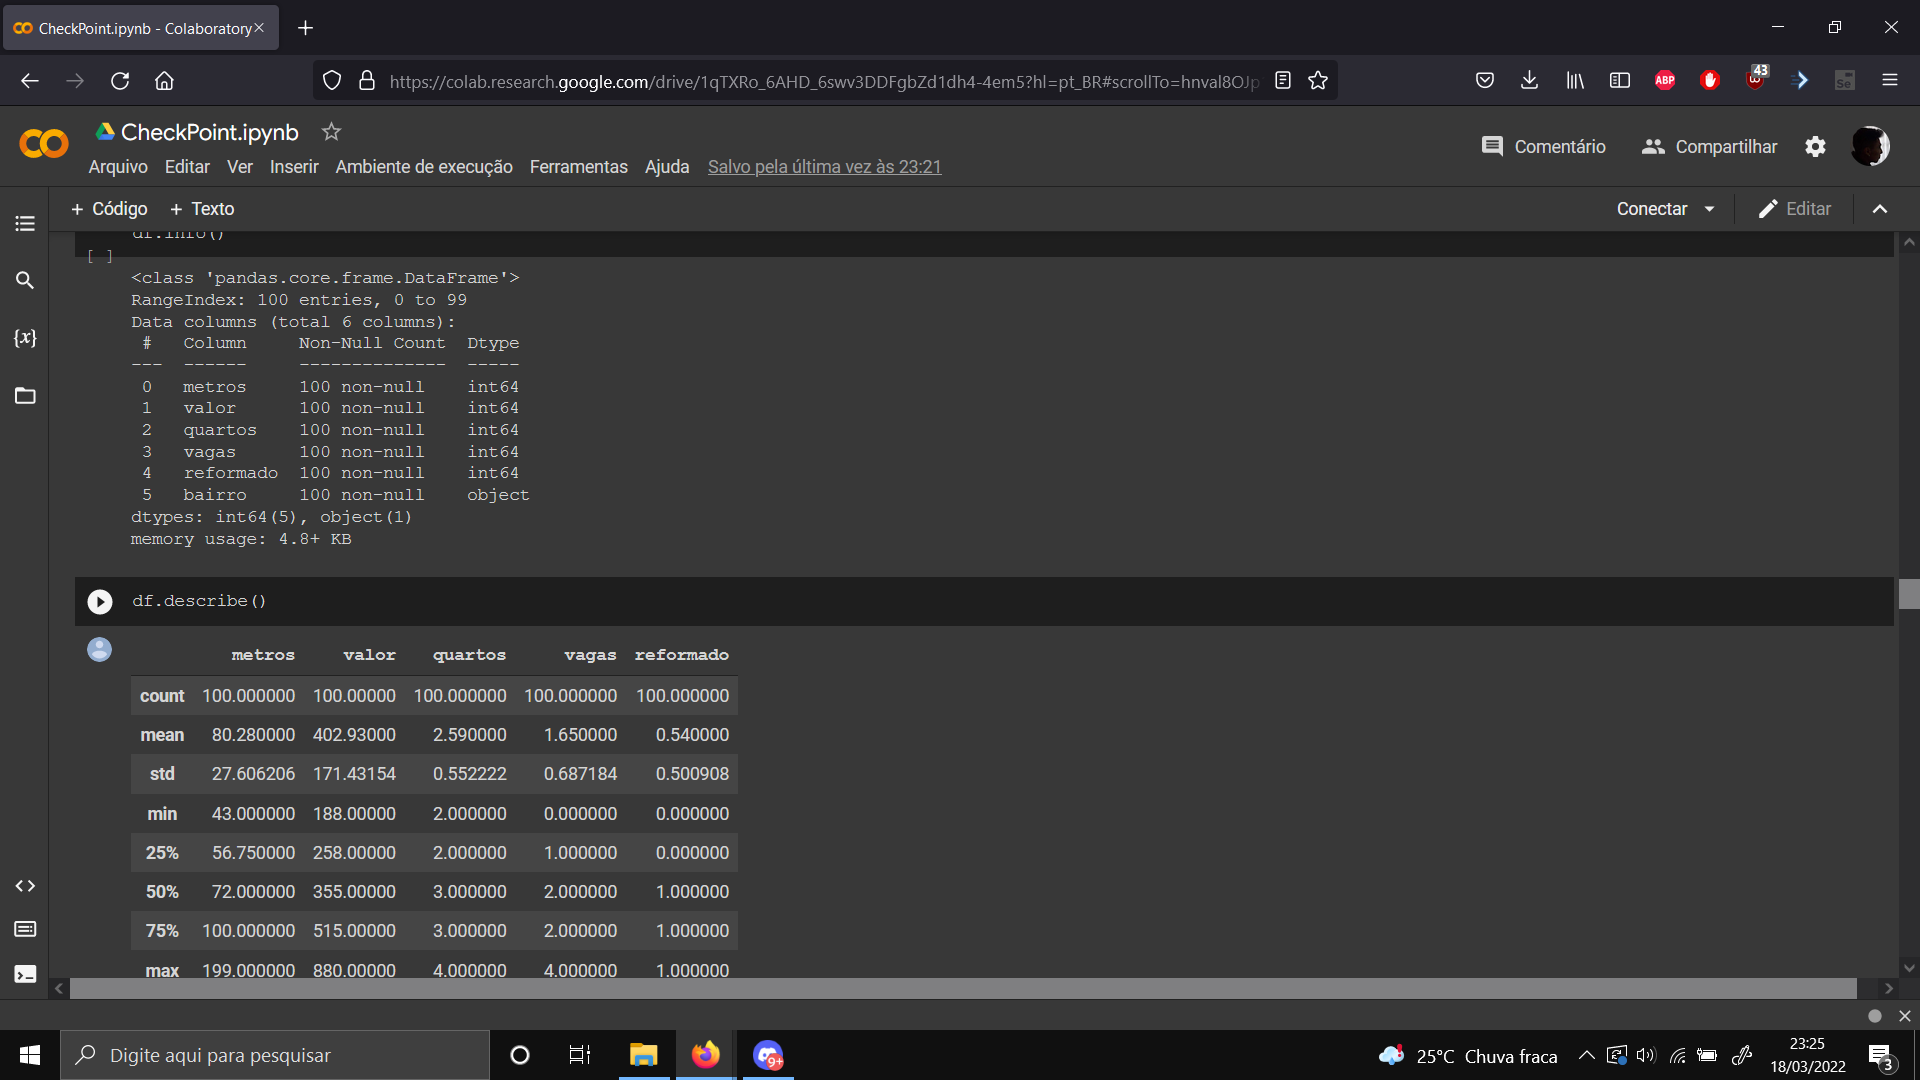 CheckPoint.ipynb - Colaboratory
https://colab.research.google.com/drive/1qTXRo_6AHD_6swv3DDFgbZd1dh4-4em5?hl=pt_BR#scrollTo=hnval8OJp
ABP
43
Se
CheckPoint.ipynb
Comentário
Compartilhar
Arquivo Editar Ver Inserir Ambiente de execução Ferramentas Ajuda Salvo pela última vez às 23:21
+ Código + Texto
Conectar
Editar
df.info()
[ ]
<class 'pandas.core.frame.DataFrame'>
RangeIndex: 100 entries, 0 to 99
Data columns (total 6 columns):
# Column Non-Null Count Dtype
--- ------ -------------- -----
0 metros 100 non-null int64
1 valor 100 non-null int64
2 quartos 100 non-null int64
3 vagas 100 non-null int64
4 reformado 100 non-null int64
5 bairro 100 non-null object
dtypes: int64(5), object(1)
memory usage: 4.8+ KB
df.describe()
metros valor quartos vagas reformado
count 100.000000 100.00000 100.000000 100.000000 100.000000
mean 80.280000 402.93000 2.590000 1.650000 0.540000
std 27.606206 171.43154 0.552222 0.687184 0.500908
min 43.000000 188.00000 2.000000 0.000000 0.000000
25% 56.750000 258.00000 2.000000 1.000000 0.000000
50% 72.000000 355.00000 3.000000 2.000000 1.000000
75% 100.000000 515.00000 3.000000 2.000000 1.000000
max 199.000000 880.00000 4.000000 4.000000 1.000000
Digite aqui para pesquisar
9+
25°C Chuva fraca
23:25
18/03/2022
3